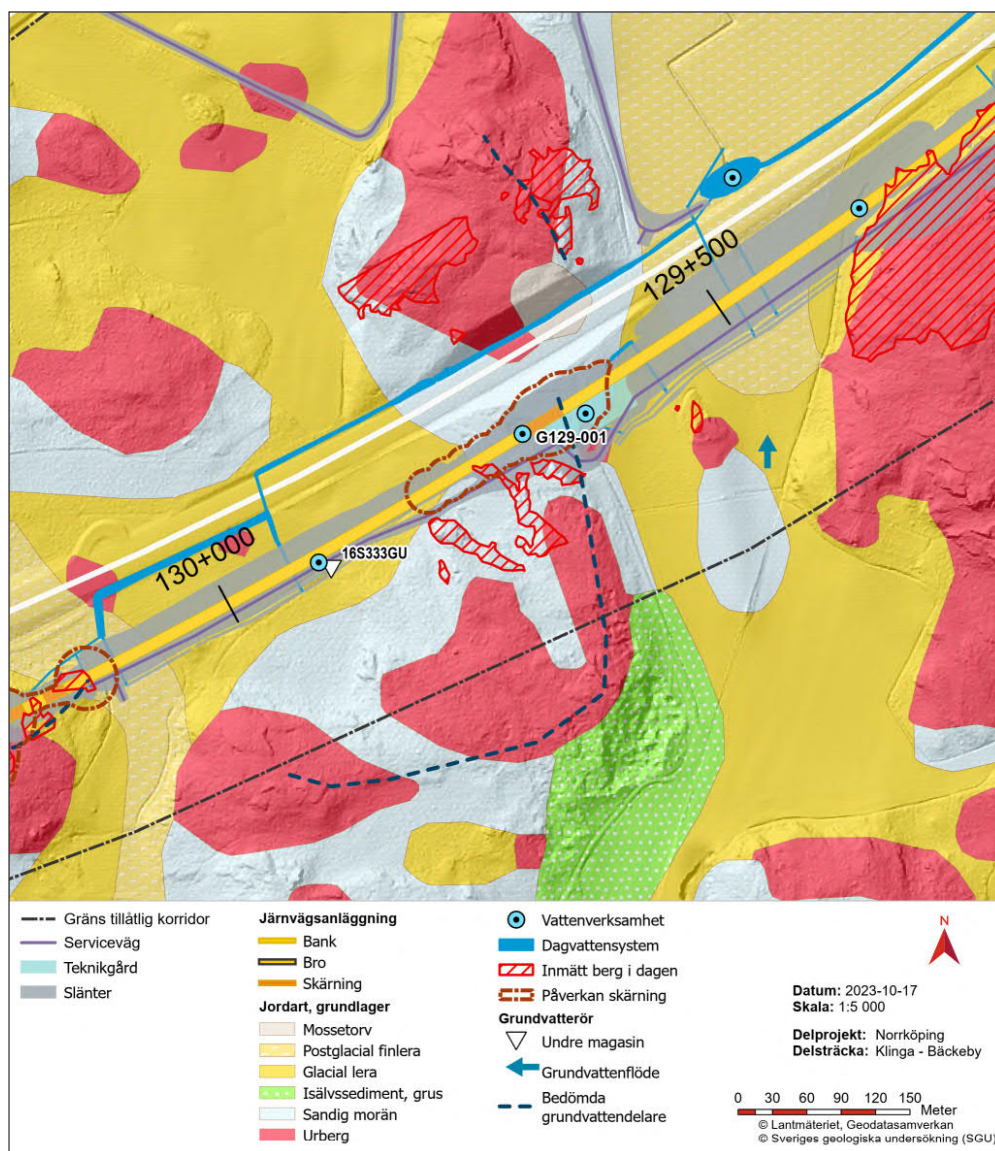 129+500
G129-001
130+000
16S333GU
Gräns tillåtlig korridor
Serviceväg
Teknikgård
Slänter
Järnvägsanläggning
Bank
Bro
Skärning
Jordart, grundlager
Mossetorv
Postglacial finlera
Glacial lera
Isälvssediment, grus
Sandig morän
Urberg
Vattenverksamhet
Dagvattensystem
Inmätt berg i dagen
Påverkan skärning
Grundvatterör
Undre magasin
Grundvattenflöde
Bedömda
grundvattendelare
N
Datum: 2023-10-17
Skala: 1:5 000
Delprojekt: Norrköping
Delsträcka: Klinga - Bäckeby
0 30 60 90 120 150
Meter
© Lantmäteriet, Geodatasamverkan
© Sveriges geologiska undersökning (SGU)